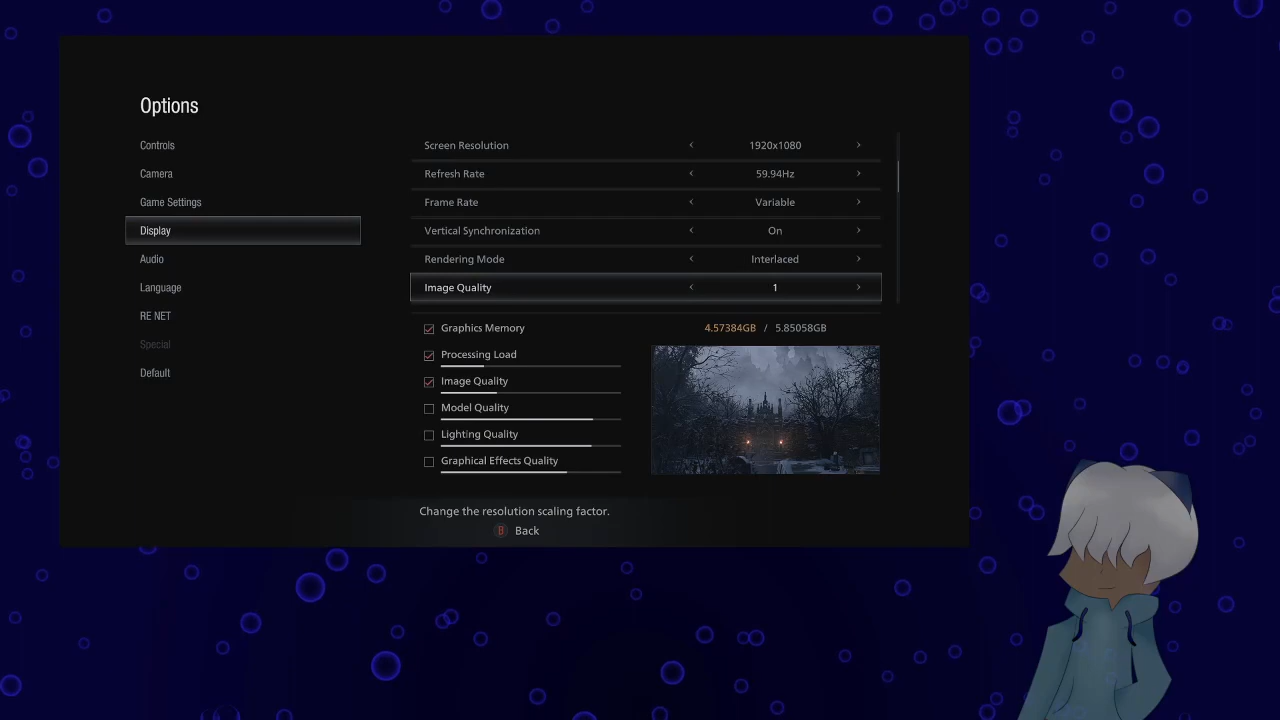 Options
Controls
Camera
Game Settings
Display
Audio
Language
RE NET
Special
Default
Screen Resolution 1920x1080
Refresh Rate 59.94Hz
Frame Rate Variable
Vertical Synchronization On
Rendering Mode Interlaced
Image Quality 1
Graphics Memory 4.57384GB / 5.85058GB
Processing Load
Image Quality
Model Quality
Lighting Quality
Graphical Effects Quality
Change the resolution scaling factor.
B Back